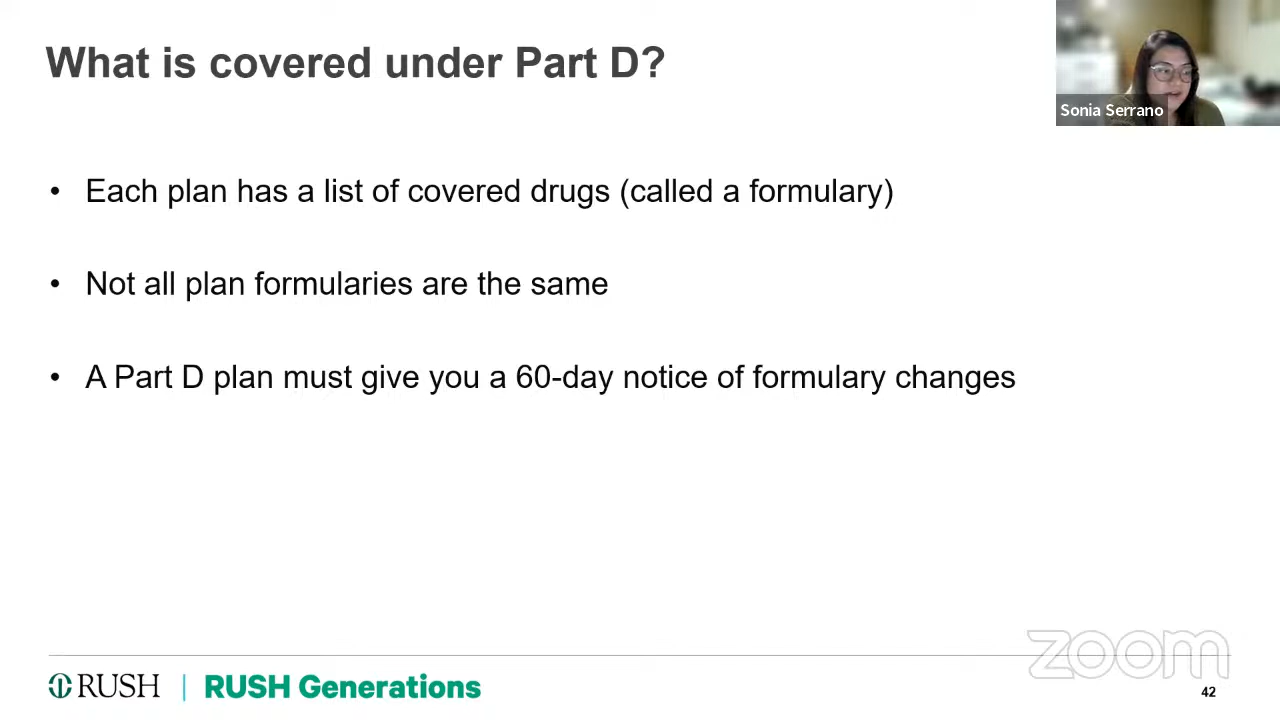 What is covered under Part D?
Sonia Serrano
• Each plan has a list of covered drugs (called a formulary)
• Not all plan formularies are the same
• A Part D plan must give you a 60-day notice of formulary changes
zoom
RUSH | RUSH Generations
42